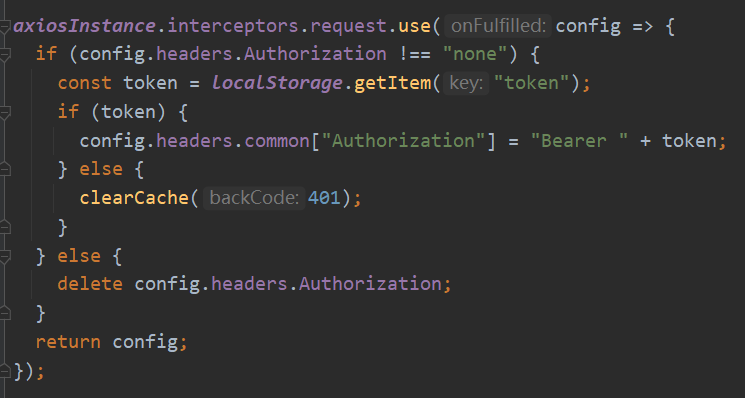 axiosInstance.interceptors.request.use( onFulfilled: config => {
  if (config.headers.Authorization !== "none") {
    const token = localStorage.getItem( key: "token");
    if (token) {
      config.headers.common["Authorization"] = "Bearer " + token;
    } else {
      clearCache( backCode: 401);
    }
  } else {
    delete config.headers.Authorization;
  }
  return config;
});